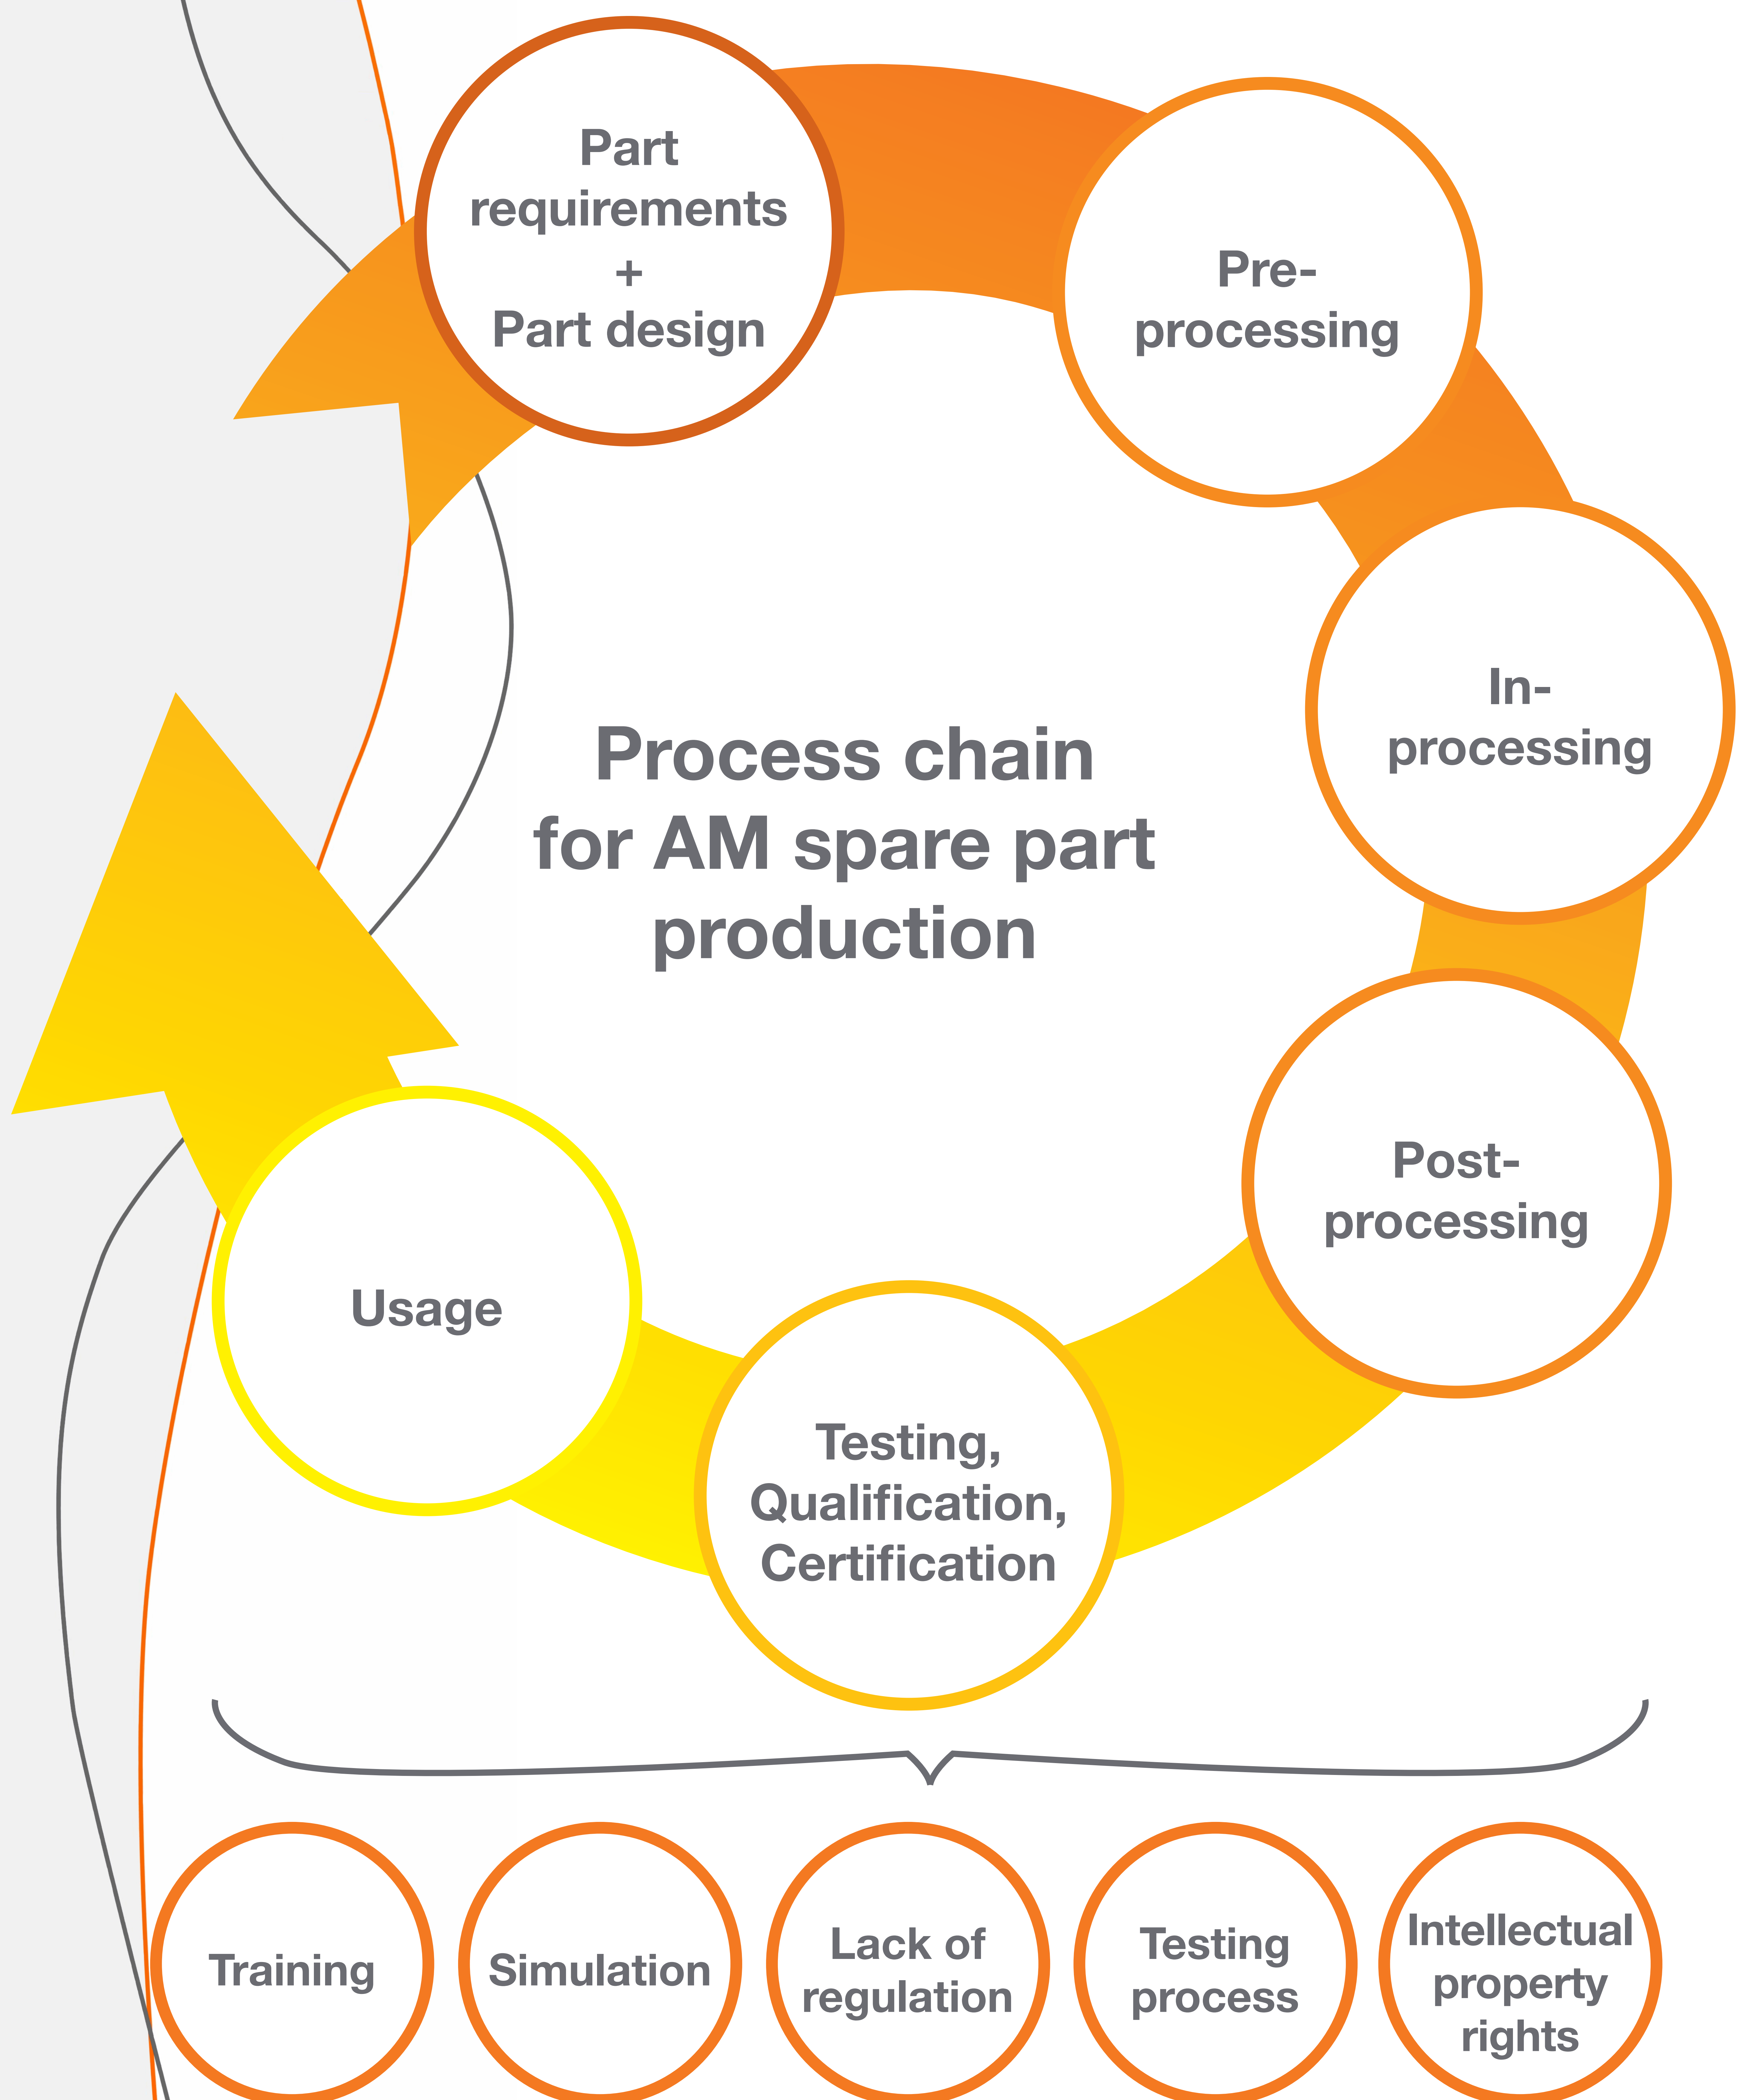 Part
requirements
+
Part design
Pre-
processing
In-
processing
Process chain
for AM spare part
production
Post-
processing
Usage
Testing,
Qualification,
Certification
Training
Simulation
Lack of
regulation
Testing
process
Intellectual
property
rights